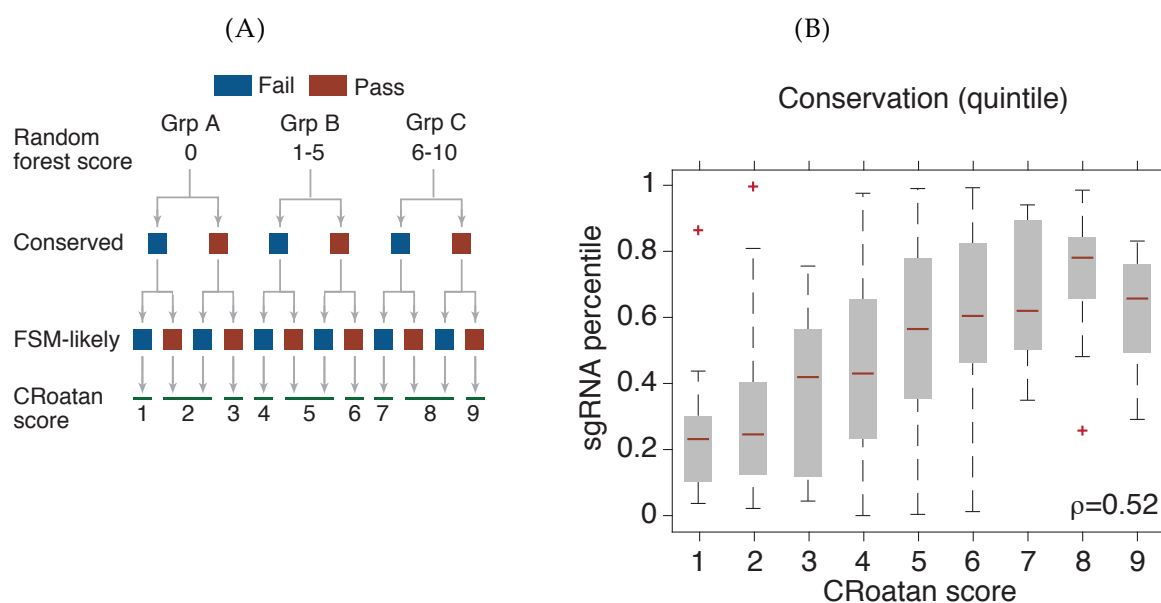 (A)
Fail Pass
Random forest score
Grp A Grp B Grp C
0 1-5 6-10
Conserved
FSM-likely
CRoatan score
1 2 3 4 5 6 7 8 9
(B)
Conservation (quintile)
sgRNA percentile
1
0.8
0.6
0.4
0.2
0
ρ=0.52
1 2 3 4 5 6 7 8 9
CRoatan score